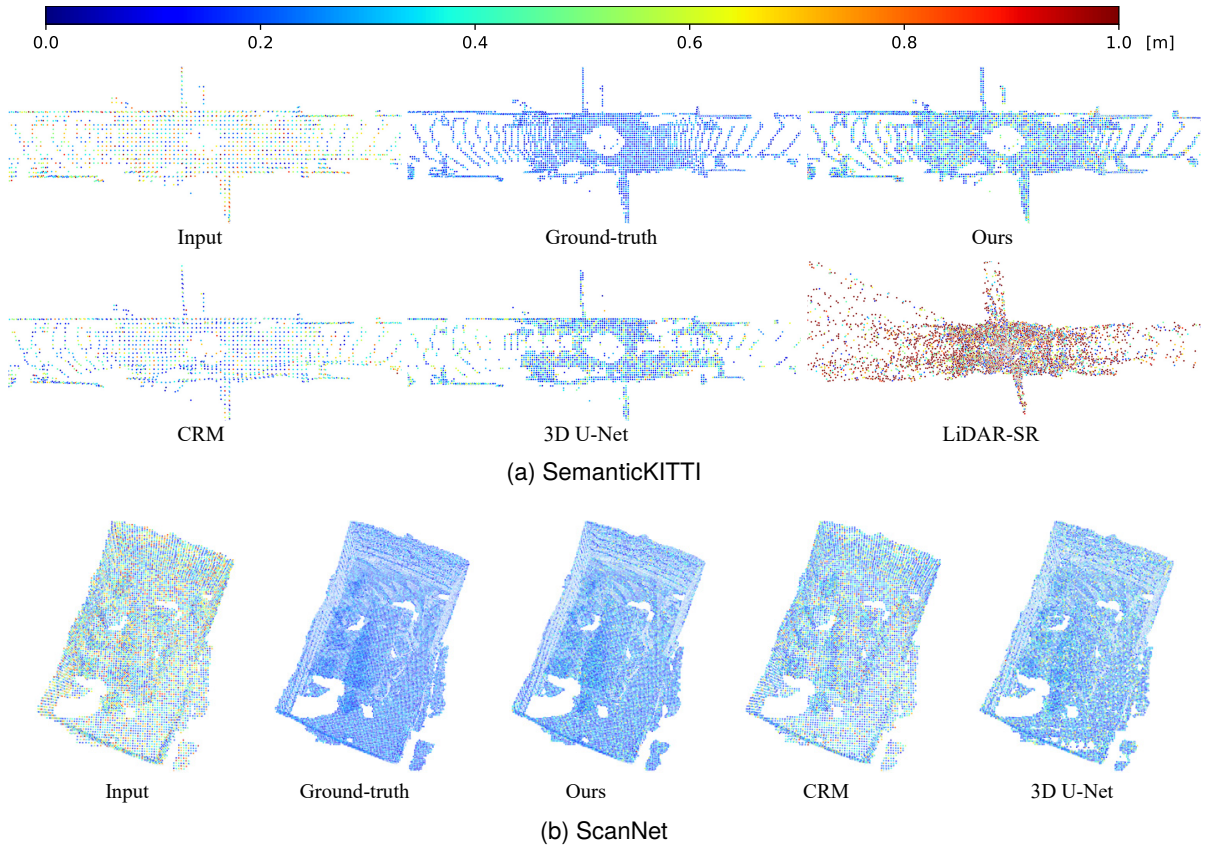 0.0 0.2 0.4 0.6 0.8 1.0 [m]
Input Ground-truth Ours
CRM 3D U-Net LiDAR-SR
(a) SemanticKITTI
Input Ground-truth Ours CRM 3D U-Net
(b) ScanNet